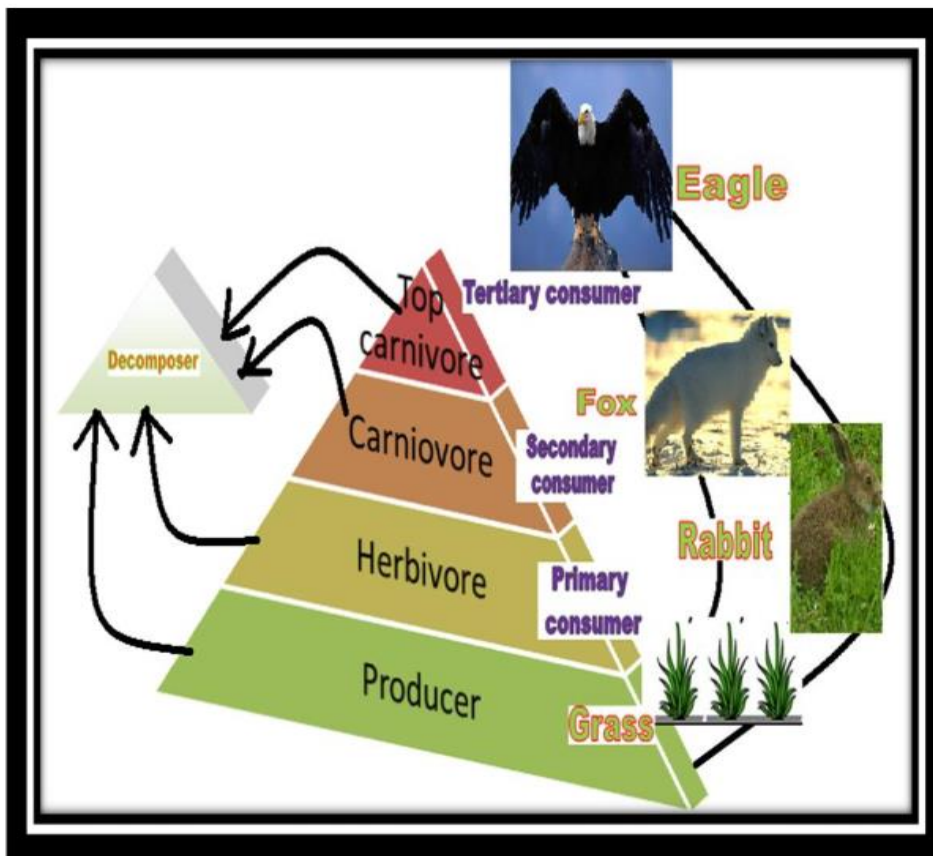 Eagle
Top
carnivore
Tertiary consumer
Decomposer
Fox
Carniovore
Secondary
consumer
Rabbit
Herbivore
Primary
consumer
Producer
Grass